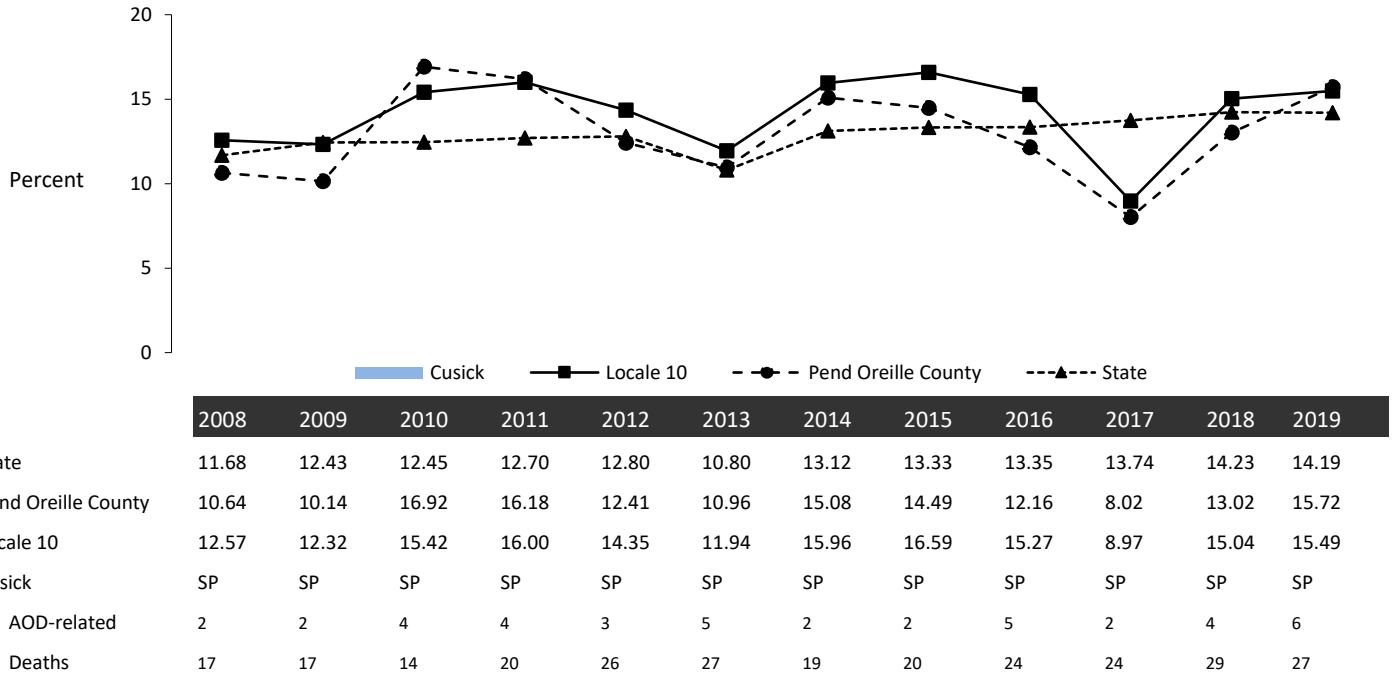 20
15
Percent
10
5
0
Cusick Locale 10 Pend Oreille County State
2008 2009 2010 2011 2012 2013 2014 2015 2016 2017 2018 2019
ate 11.68 12.43 12.45 12.70 12.80 10.80 13.12 13.33 13.35 13.74 14.23 14.19
nd Oreille County 10.64 10.14 16.92 16.18 12.41 10.96 15.08 14.49 12.16 8.02 13.02 15.72
cale 10 12.57 12.32 15.42 16.00 14.35 11.94 15.96 16.59 15.27 8.97 15.04 15.49
sick SP SP SP SP SP SP SP SP SP SP SP SP
AOD-related 2 2 4 4 3 5 2 2 5 2 4 6
Deaths 17 17 14 20 26 27 19 20 24 24 29 27